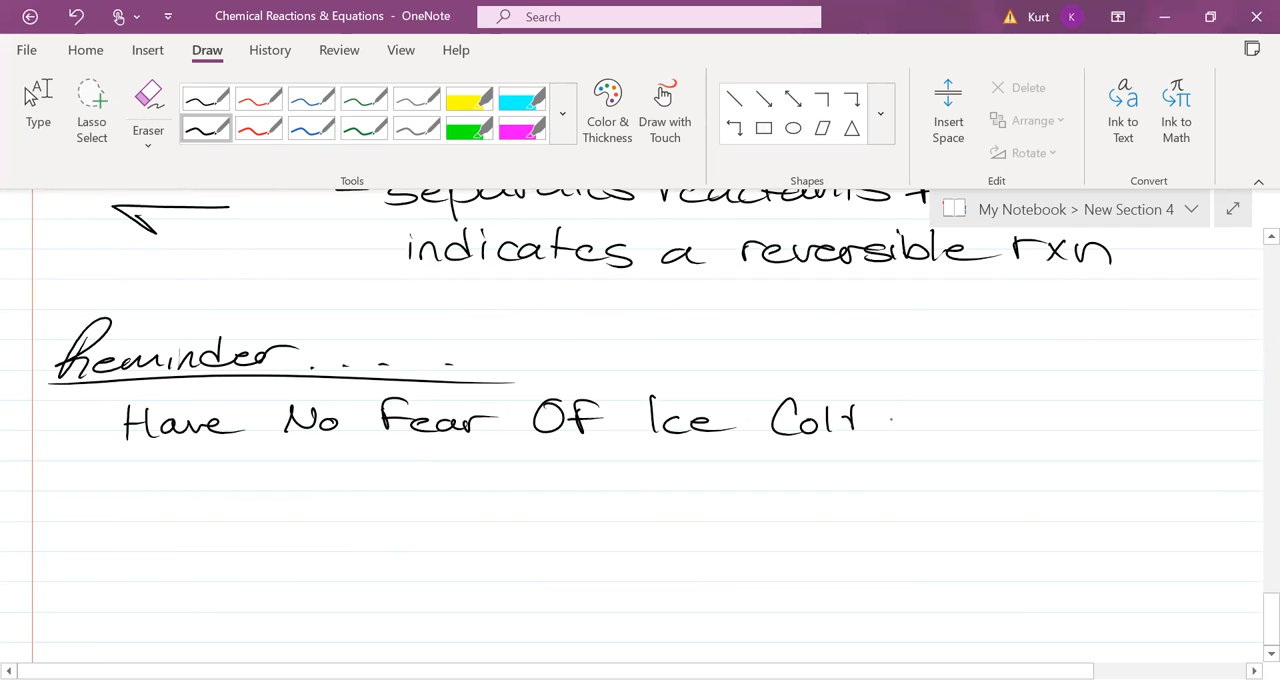 Chemical Reactions & Equations - OneNote
Search
Kurt
K
File Home Insert Draw History Review View Help
Type
Lasso Select
Eraser
Color & Thickness
Draw with Touch
Insert Space
Delete
Arrange
Rotate
Ink to Text
Ink to Math
Tools
Shapes
Edit
Convert
My Notebook > New Section 4
- separates reactants +
indicates a reversible rxn
Reminder.....
Have No Fear Of Ice